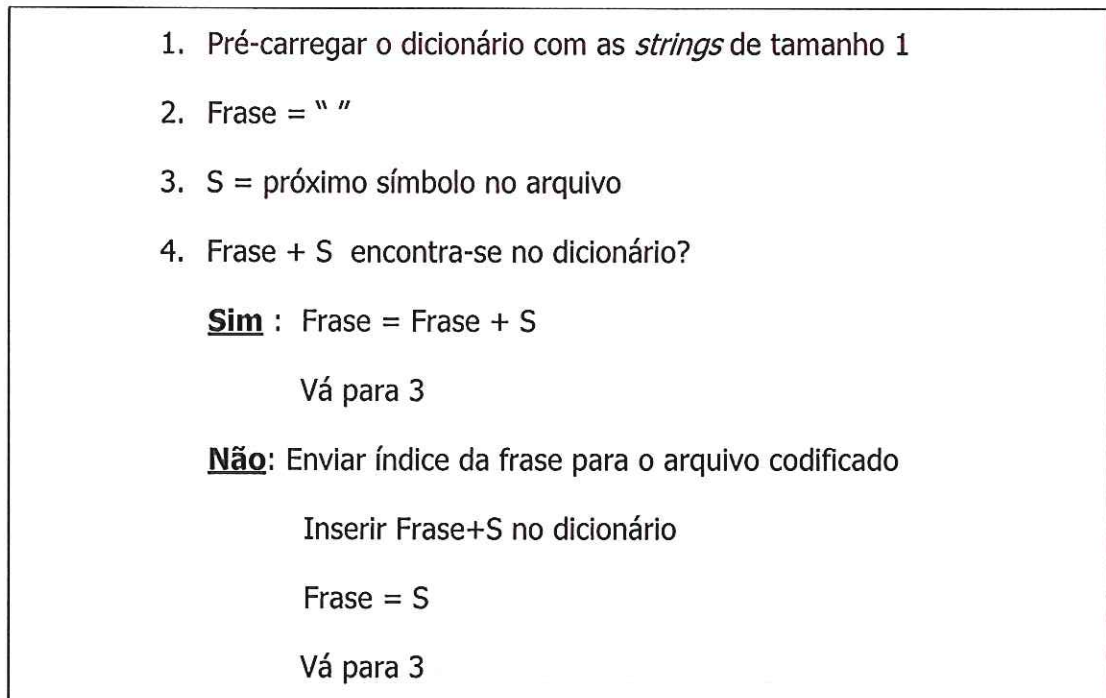 1. Pré-carregar o dicionário com as strings de tamanho 1
2. Frase = “ ”
3. S = próximo símbolo no arquivo
4. Frase + S encontra-se no dicionário?
Sim : Frase = Frase + S
Vá para 3
Não: Enviar índice da frase para o arquivo codificado
Inserir Frase+S no dicionário
Frase = S
Vá para 3